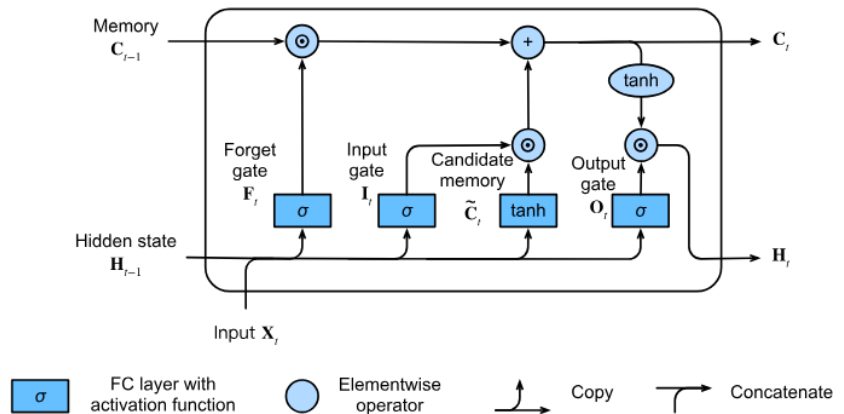 Memory
C_{t−1}
+
C_t
tanh
Forget
gate
F_t
Input
gate
I_t
Candidate
memory
C̃_t
Output
gate
O_t
σ
σ
tanh
σ
Hidden state
H_{t−1}
H_t
Input X_t
σ
FC layer with
activation function
Elementwise
operator
Copy
Concatenate